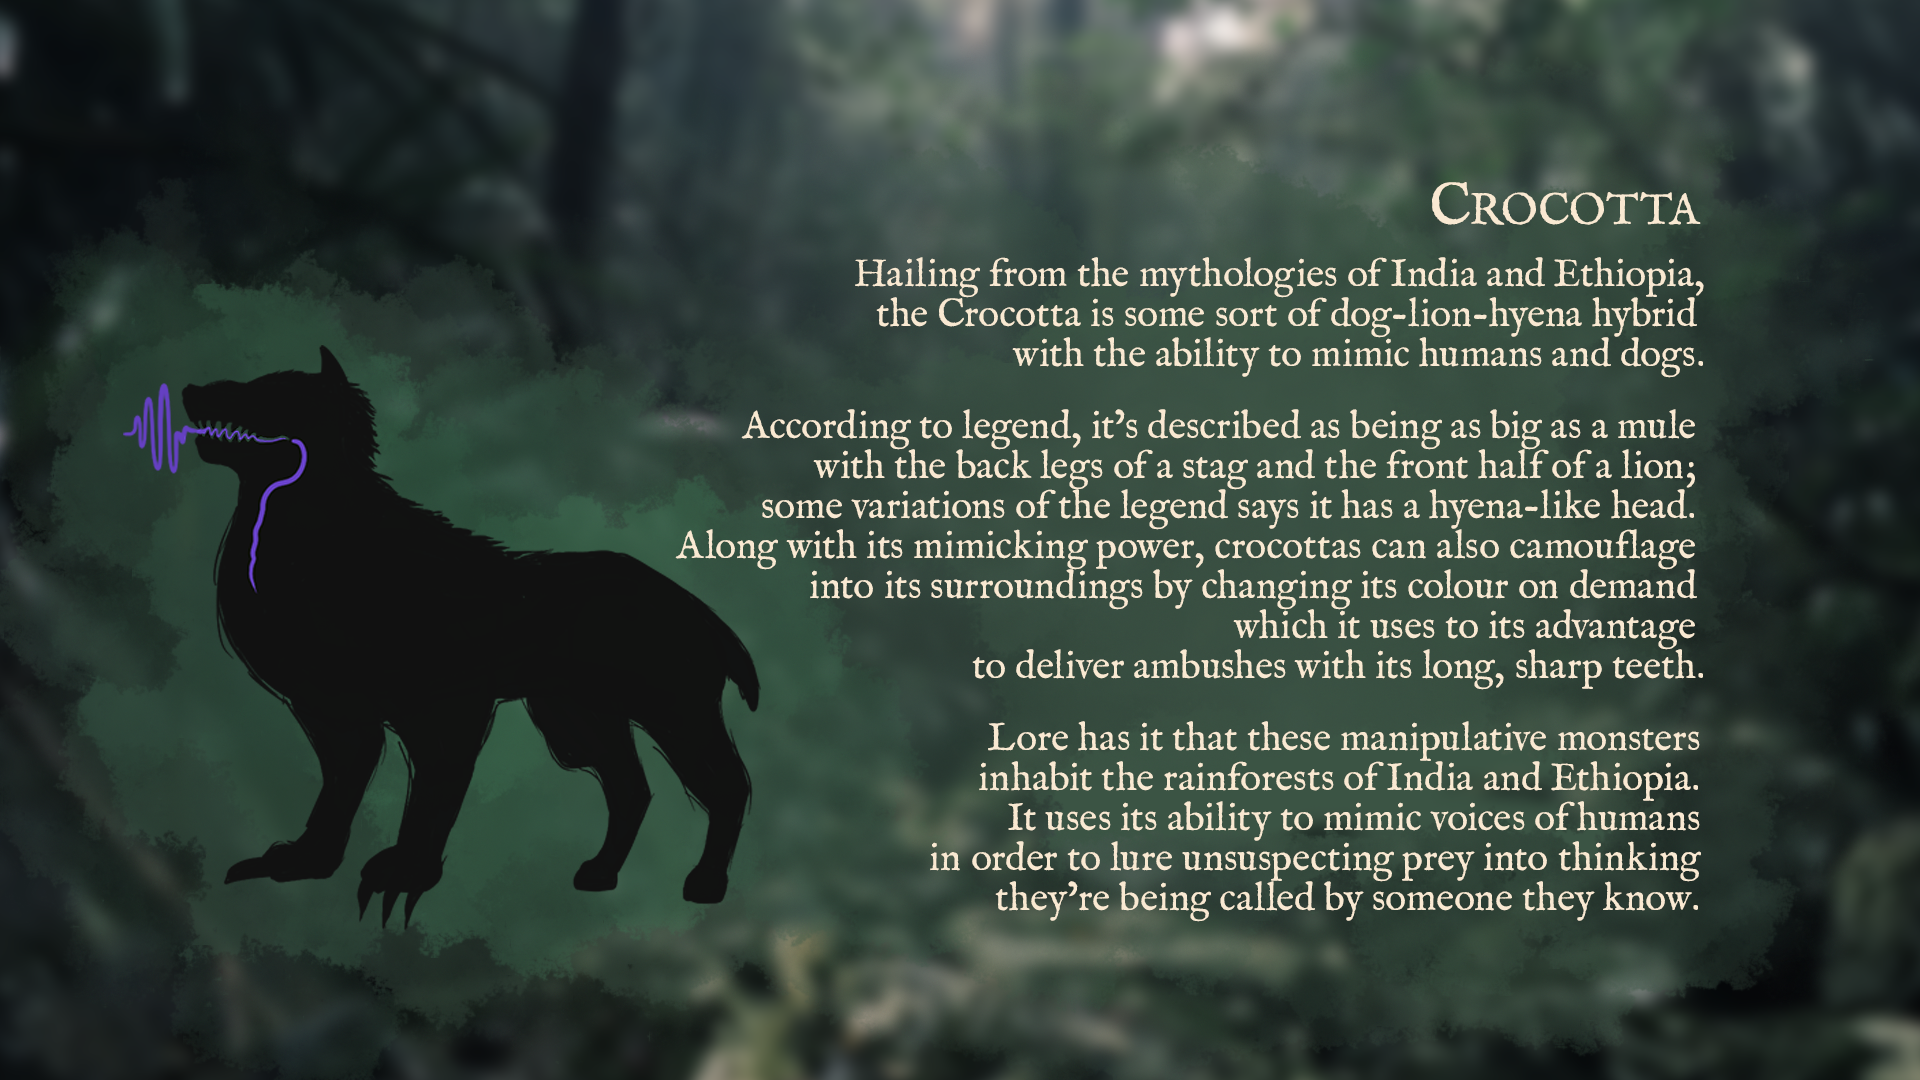 Crocotta
Hailing from the mythologies of India and Ethiopia,
the Crocotta is some sort of dog-lion-hyena hybrid
with the ability to mimic humans and dogs.
According to legend, it's described as being as big as a mule
with the back legs of a stag and the front half of a lion;
some variations of the legend says it has a hyena-like head.
Along with its mimicking power, crocottas can also camouflage
into its surroundings by changing its colour on demand
which it uses to its advantage
to deliver ambushes with its long, sharp teeth.
Lore has it that these manipulative monsters
inhabit the rainforests of India and Ethiopia.
It uses its ability to mimic voices of humans
in order to lure unsuspecting prey into thinking
they're being called by someone they know.